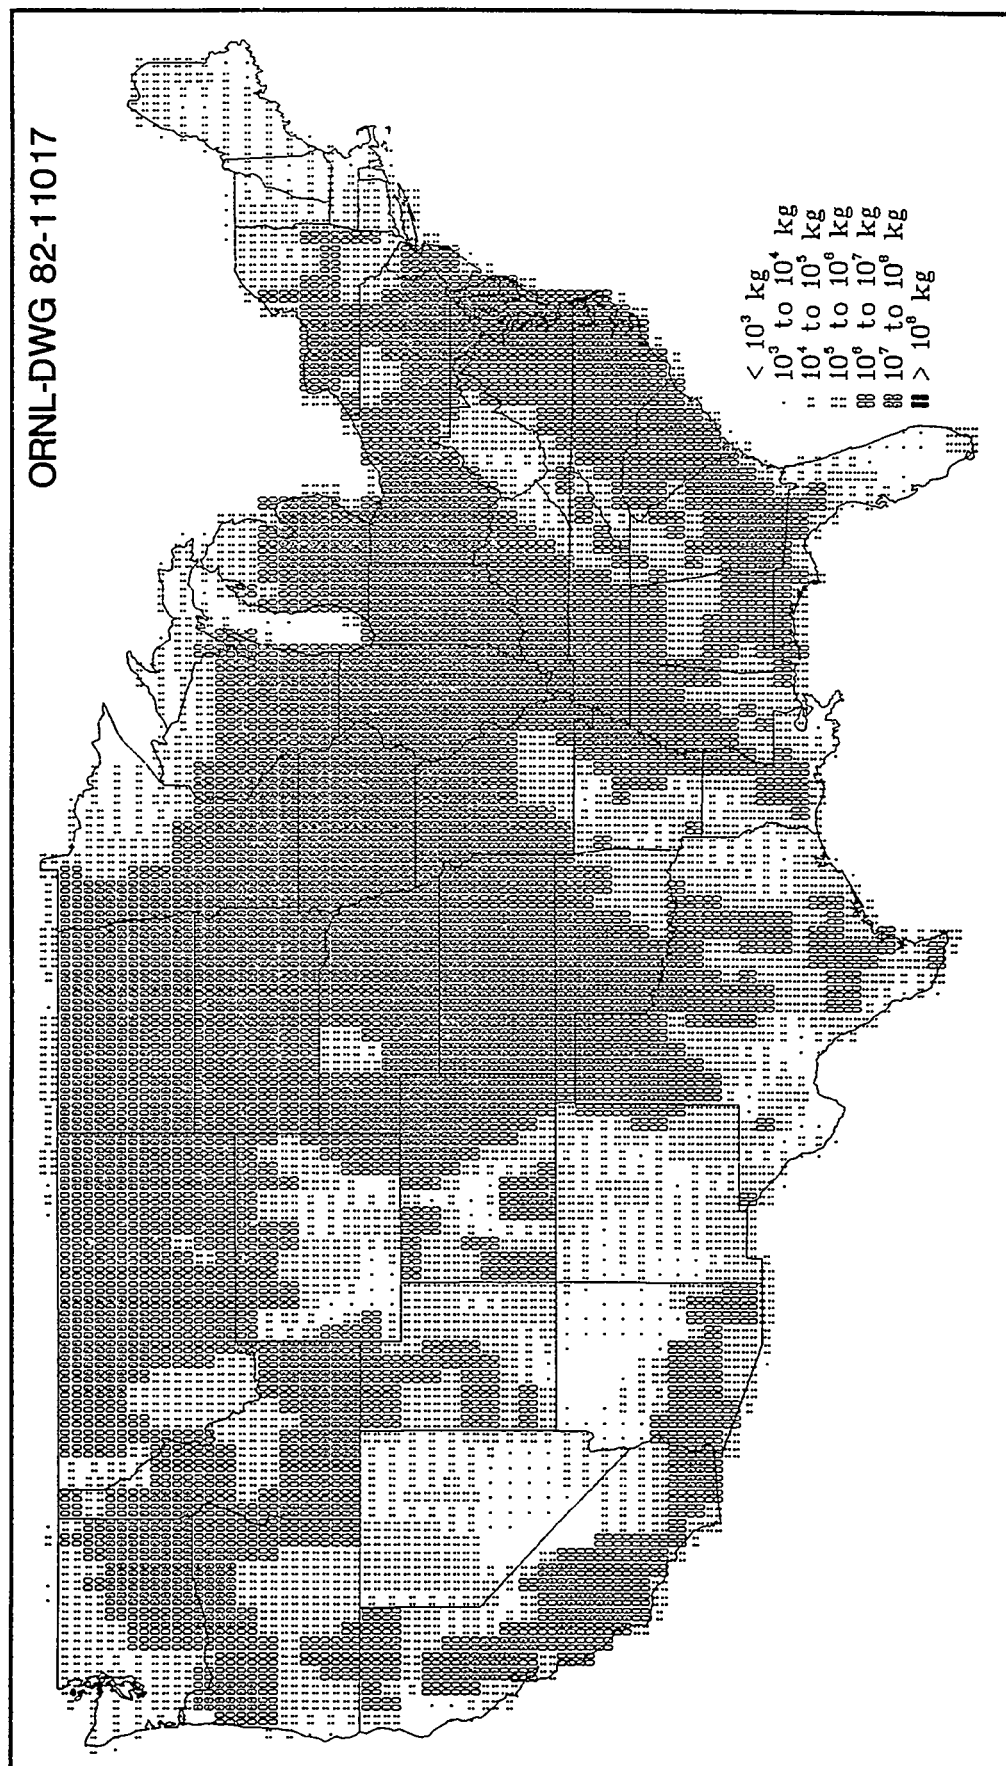 ORNL-DWG 82-11017
< 10³ kg
10³ to 10⁴ kg
10⁴ to 10⁵ kg
10⁵ to 10⁶ kg
10⁶ to 10⁷ kg
10⁷ to 10⁸ kg
> 10⁸ kg